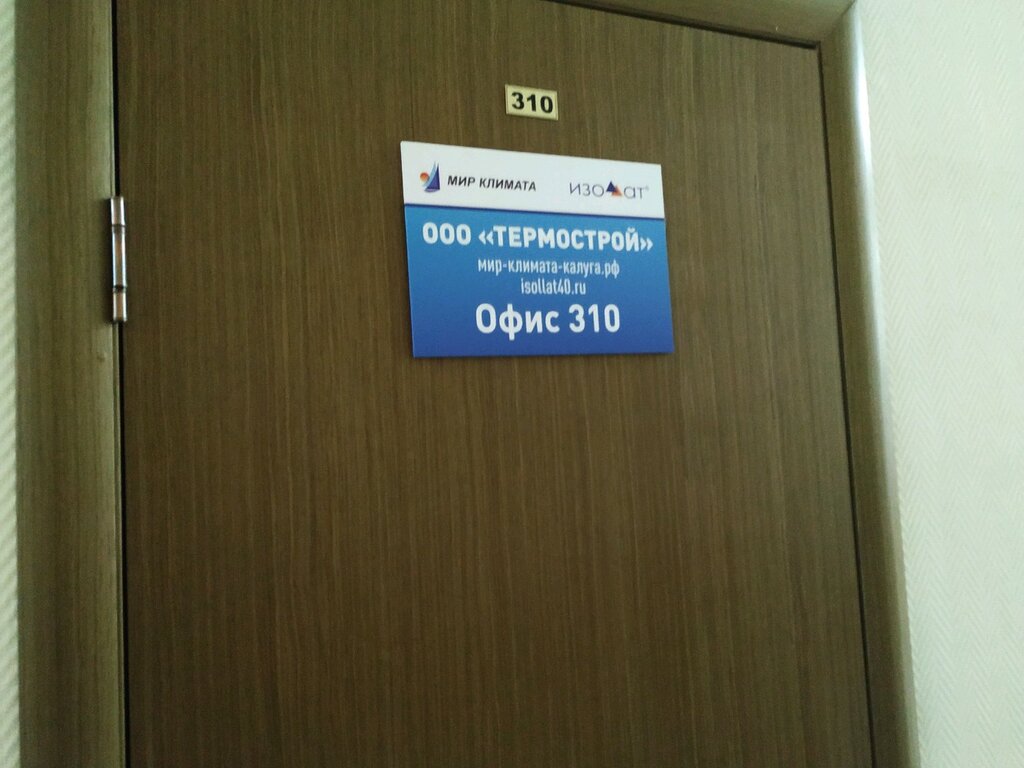 310
МИР КЛИМАТА ИЗОЛАТ®
ООО «ТЕРМОСТРОЙ»
мир-климата-калуга.рф
isollat40.ru
Офис 310